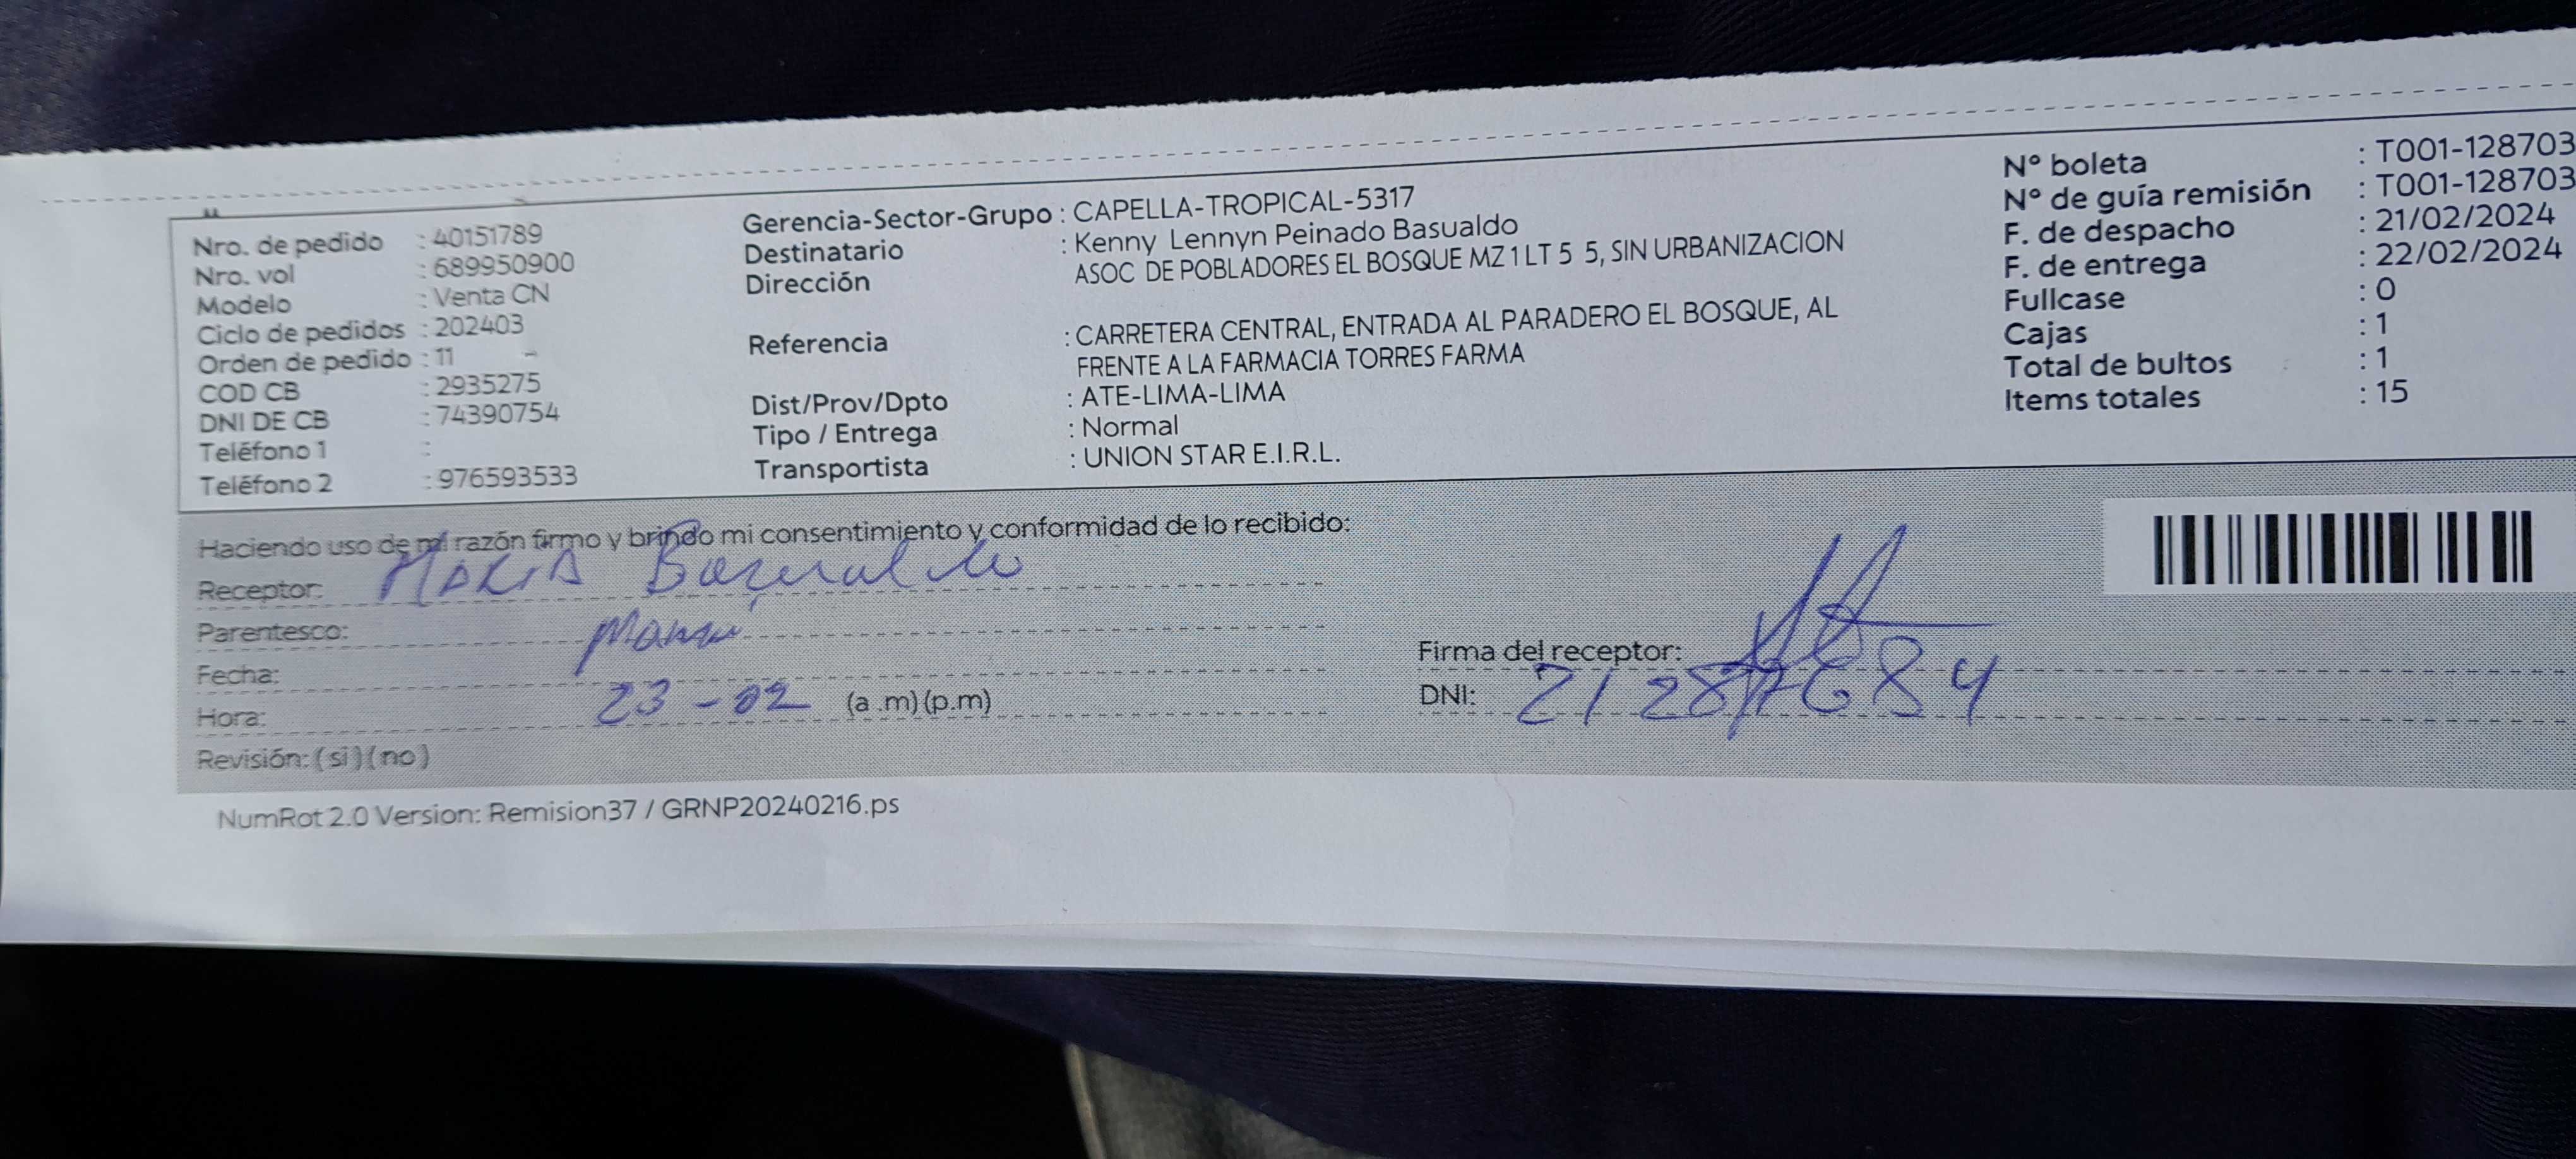 Nro. de pedido : 40151789
Nro. vol : 689950900
Modelo : Venta CN
Ciclo de pedidos : 202403
Orden de pedido : 11
COD CB : 2935275
DNI DE CB : 74390754
Teléfono 1 :
Teléfono 2 : 976593533
Gerencia-Sector-Grupo : CAPELLA-TROPICAL-5317
Destinatario : Kenny Lennyn Peinado Basualdo
Dirección ASOC DE POBLADORES EL BOSQUE MZ 1 LT 5 5, SIN URBANIZACION
Referencia : CARRETERA CENTRAL, ENTRADA AL PARADERO EL BOSQUE, AL
FRENTE A LA FARMACIA TORRES FARMA
Dist/Prov/Dpto : ATE-LIMA-LIMA
Tipo / Entrega : Normal
Transportista : UNION STAR E.I.R.L.
N° boleta : T001-128703
N° de guía remisión : T001-128703
F. de despacho : 21/02/2024
F. de entrega : 22/02/2024
Fullcase : 0
Cajas : 1
Total de bultos : 1
Items totales : 15
Haciendo uso de mi razón firmo y brindo mi consentimiento y conformidad de lo recibido:
Receptor: MARIA Basualdo
Parentesco: Mama
Fecha:
Hora: 23-02 (a .m) (p.m)
Revisión: ( si ) ( no )
Firma del receptor:
DNI:
NumRot 2.0 Version: Remision37 / GRNP20240216.ps